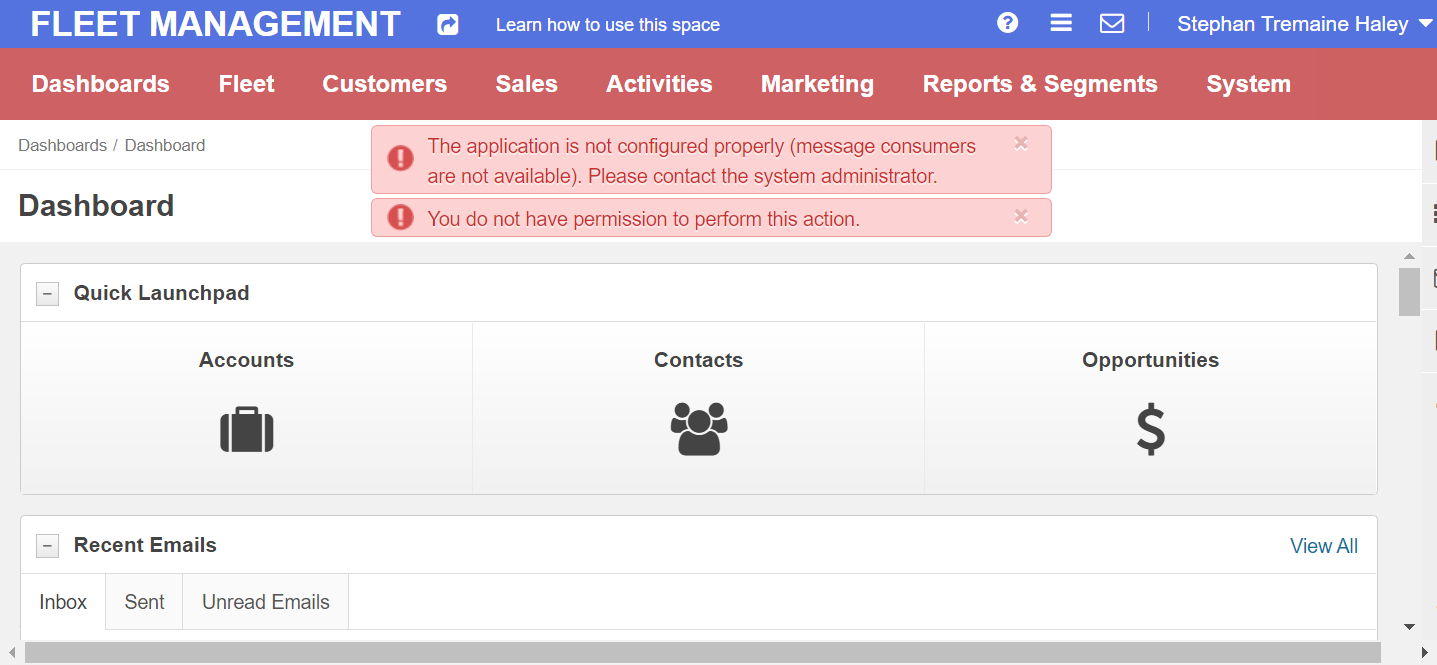 FLEET MANAGEMENT
Learn how to use this space
Stephan Tremaine Haley
Dashboards
Fleet
Customers
Sales
Activities
Marketing
Reports & Segments
System
Dashboards / Dashboard
The application is not configured properly (message consumers
are not available). Please contact the system administrator.
You do not have permission to perform this action.
Dashboard
Quick Launchpad
Accounts
Contacts
Opportunities
Recent Emails
View All
Inbox
Sent
Unread Emails